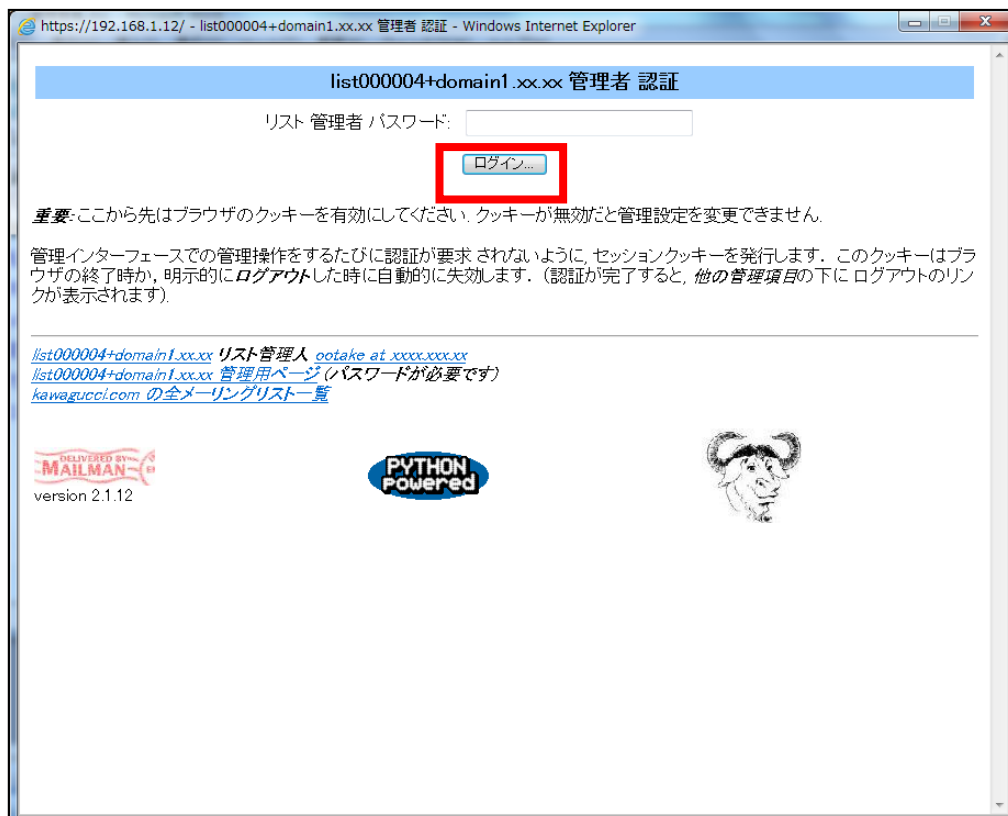 https://192.168.1.12/ - list000004+domain1.xx.xx 管理者 認証 - Windows Internet Explorer
list000004+domain1.xx.xx 管理者 認証
リスト 管理者 パスワード:
ログイン...
重要:ここから先はブラウザのクッキーを有効にしてください. クッキーが無効だと管理設定を変更できません.
管理インターフェースでの管理操作をするたびに認証が要求 されないように, セッションクッキーを発行します. このクッキーはブラ
ウザの終了時か, 明示的にログアウトした時に自動的に失効します. (認証が完了すると, 他の管理項目の下に ログアウトのリン
クが表示されます).
list000004+domain1.xx.xx リスト管理人 ootake at xxxx.xxx.xx
list000004+domain1.xx.xx 管理用ページ (パスワードが必要です)
kawagucci.com の全メーリングリスト一覧
DELIVERED BY
MAILMAN
PYTHON
Powered
version 2.1.12